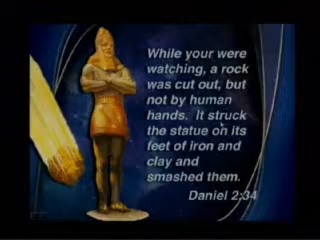 While your were
watching, a rock
was cut out, but
not by human
hands. It struck
the statue on its
feet of iron and
clay and
smashed them.
Daniel 2:34